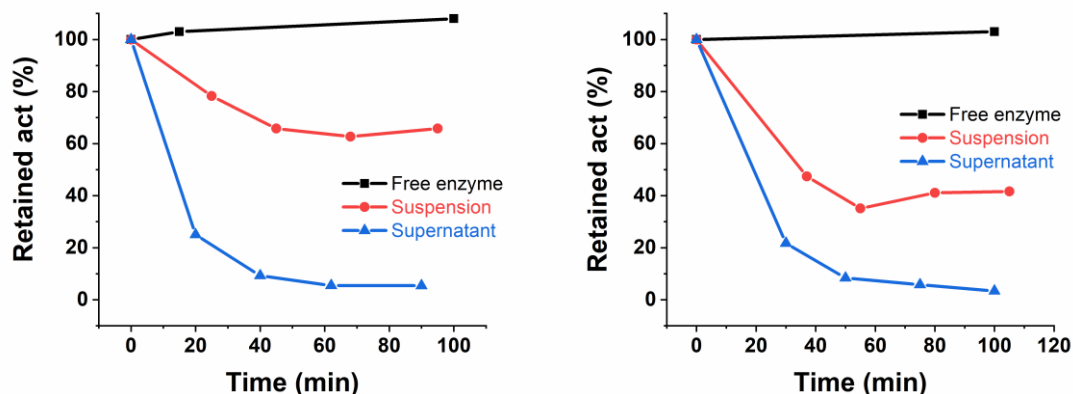 Retained act (%)
100
80
60
40
20
0
Free enzyme
Suspension
Supernatant
0 20 40 60 80 100
Time (min)
Retained act (%)
100
80
60
40
20
0
Free enzyme
Suspension
Supernatant
0 20 40 60 80 100 120
Time (min)